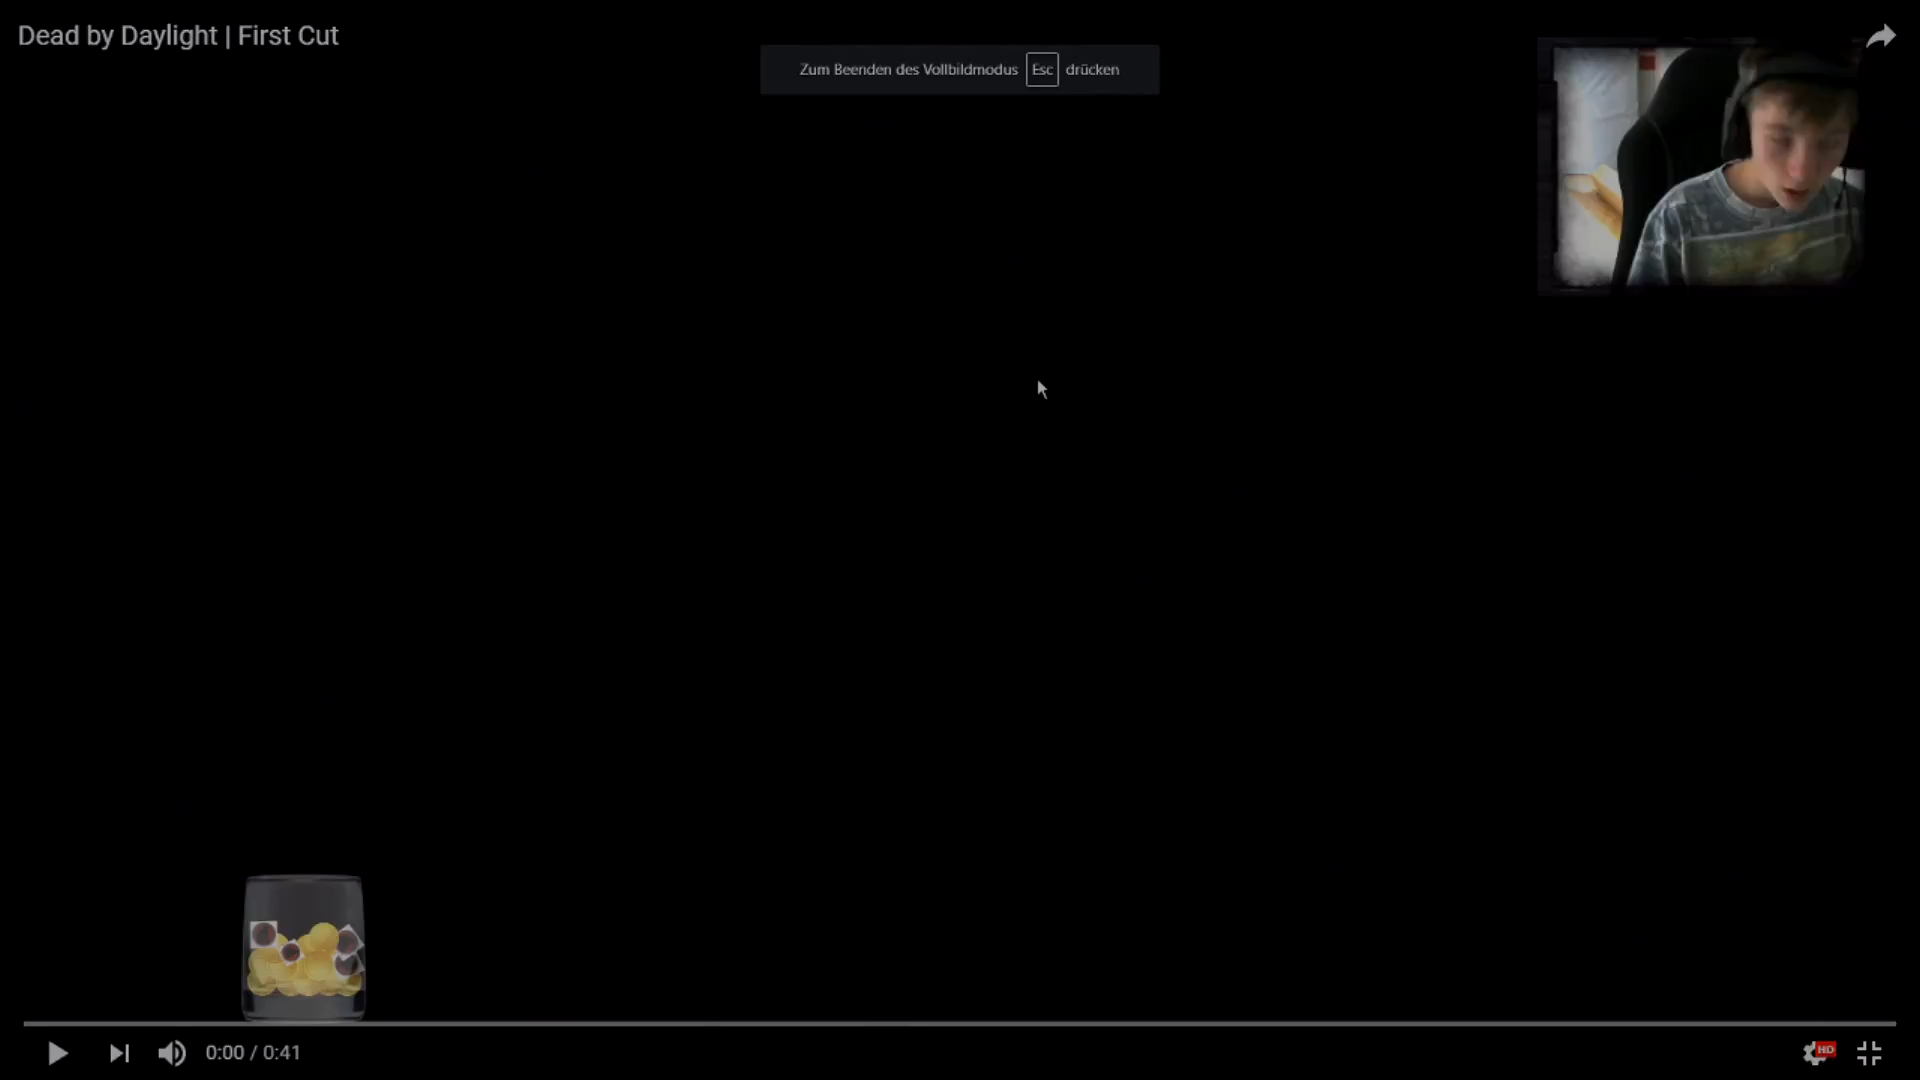 Dead by Daylight | First Cut
Zum Beenden des Vollbildmodus Esc drücken
0:00 / 0:41
HD